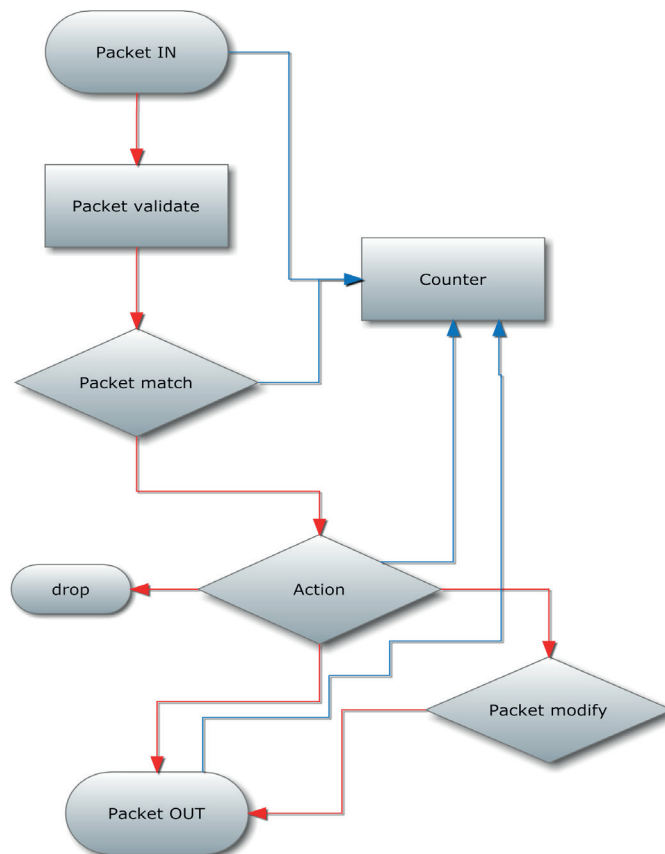 Packet IN
Packet validate
Counter
Packet match
Action
drop
Packet modify
Packet OUT